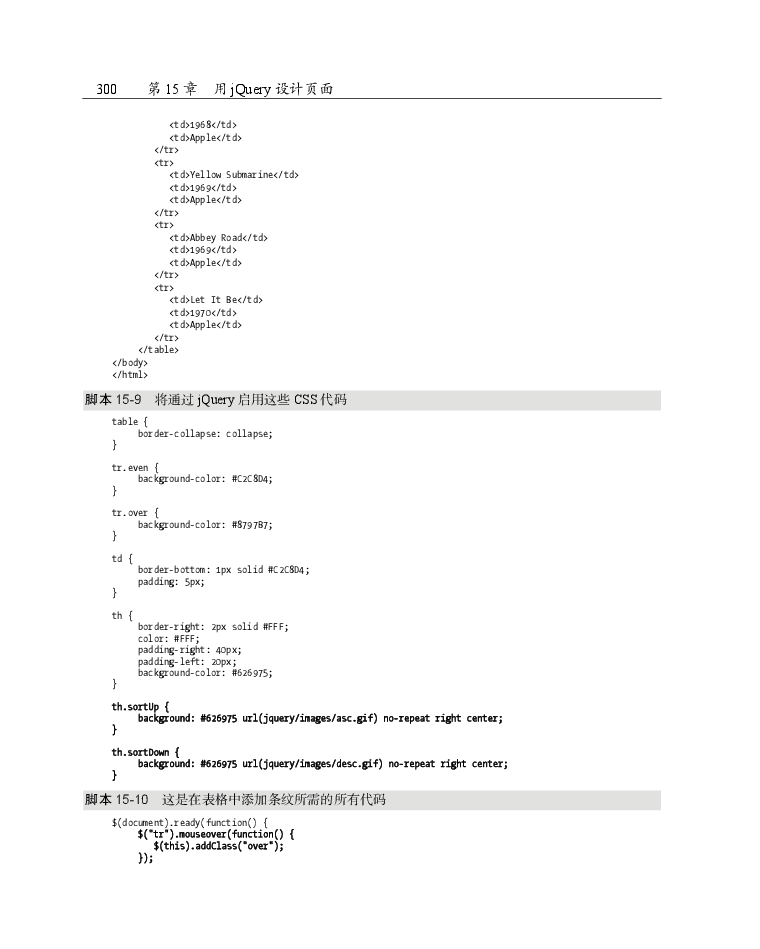 300 第 15 章 用 jQuery 设计页面
<td>1968</td>
<td>Apple</td>
</tr>
<tr>
<td>Yellow Submarine</td>
<td>1969</td>
<td>Apple</td>
</tr>
<tr>
<td>Abbey Road</td>
<td>1969</td>
<td>Apple</td>
</tr>
<tr>
<td>Let It Be</td>
<td>1970</td>
<td>Apple</td>
</tr>
</table>
</body>
</html>
脚本 15-9 将通过 jQuery 启用这些 CSS 代码
table {
border-collapse: collapse;
}
tr.even {
background-color: #C2C8D4;
}
tr.over {
background-color: #8797B7;
}
td {
border-bottom: 1px solid #C2C8D4;
padding: 5px;
}
th {
border-right: 2px solid #FFF;
color: #FFF;
padding-right: 40px;
padding-left: 20px;
background-color: #626975;
}
th.sortUp {
background: #626975 url(jquery/images/asc.gif) no-repeat right center;
}
th.sortDown {
background: #626975 url(jquery/images/desc.gif) no-repeat right center;
}
脚本 15-10 这是在表格中添加条纹所需的所有代码
$(document).ready(function() {
$("tr").mouseover(function() {
$(this).addClass("over");
});